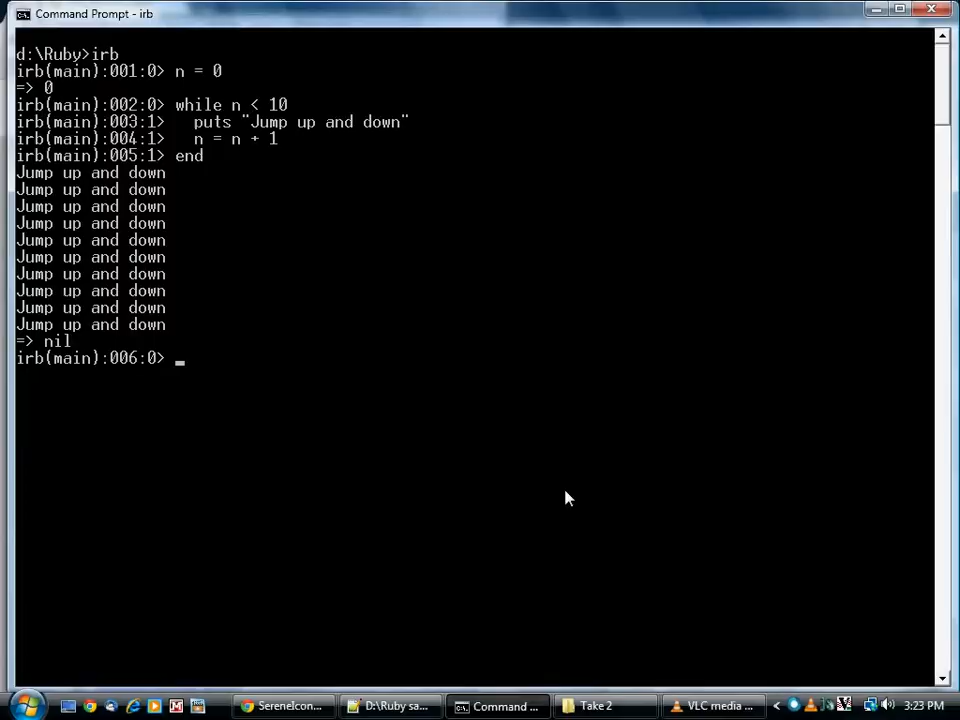 Command Prompt - irb
d:\Ruby>irb
irb(main):001:0> n = 0
=> 0
irb(main):002:0> while n < 10
irb(main):003:1>   puts "Jump up and down"
irb(main):004:1>   n = n + 1
irb(main):005:1> end
Jump up and down
Jump up and down
Jump up and down
Jump up and down
Jump up and down
Jump up and down
Jump up and down
Jump up and down
Jump up and down
Jump up and down
=> nil
irb(main):006:0> _
SereneIcon... D:\Ruby sa... Command ... Take 2 VLC media ... 3:23 PM